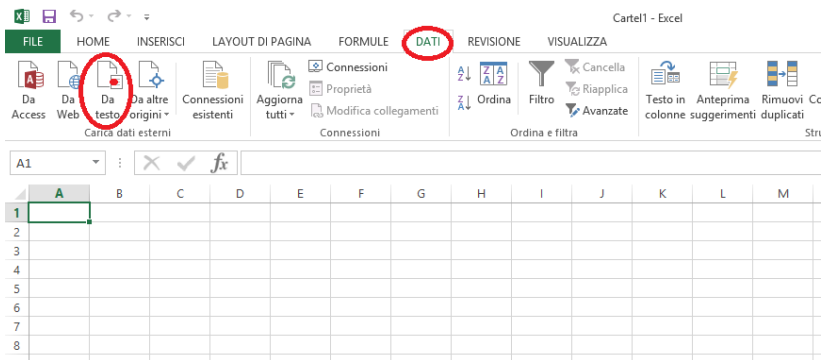 Cartel1 - Excel
FILE HOME INSERISCI LAYOUT DI PAGINA FORMULE DATI REVISIONE VISUALIZZA
Connessioni Cancella
Proprietà Riapplica
Modifica collegamenti Avanzate
Da Da Da Da altre Connessioni Aggiorna Ordina Filtro Testo in Anteprima Rimuovi Co
Access Web testo origini esistenti tutti colonne suggerimenti duplicati
Carica dati esterni Connessioni Ordina e filtra Stru
A1 fx
A B C D E F G H I J K L M
1
2
3
4
5
6
7
8